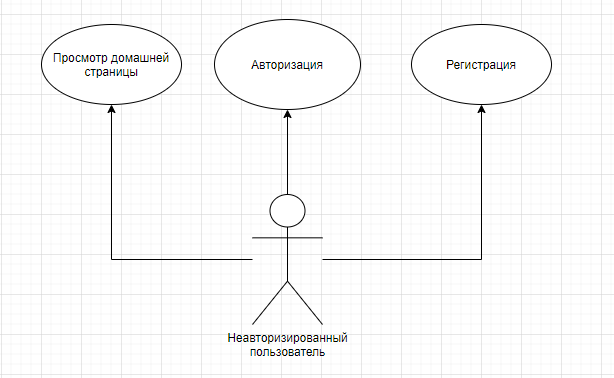 Просмотр домашней
страницы
Авторизация
Регистрация
Неавторизированный
пользователь